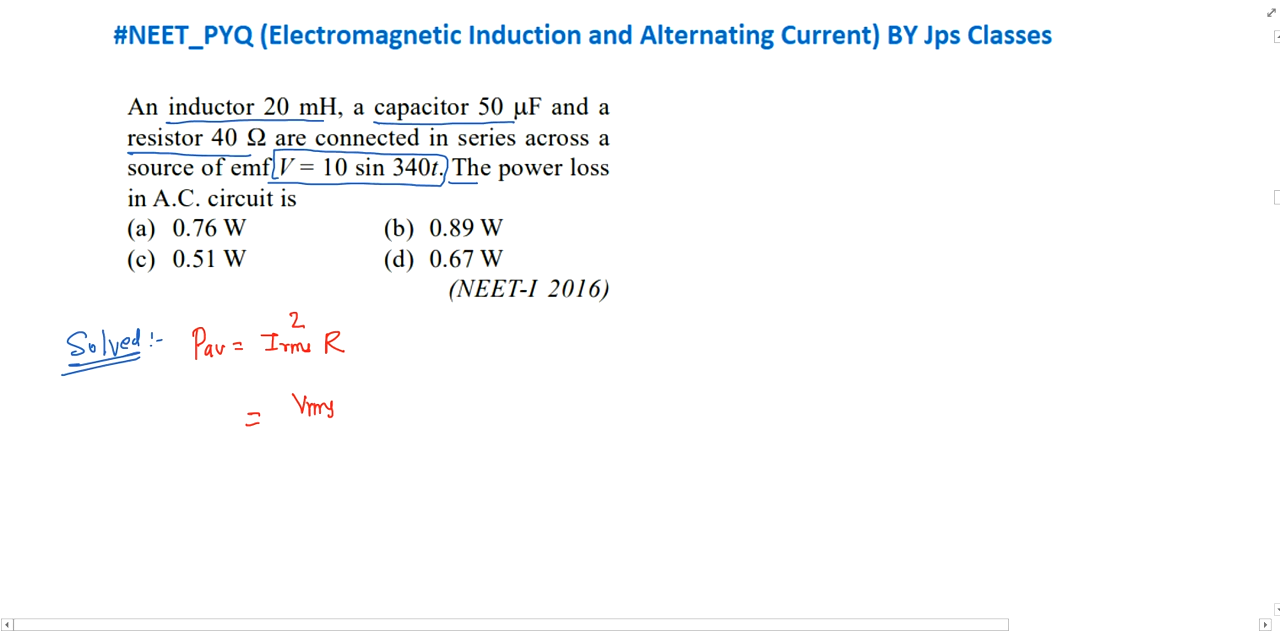 #NEET_PYQ (Electromagnetic Induction and Alternating Current) BY Jps Classes
An inductor 20 mH, a capacitor 50 μF and a
resistor 40 Ω are connected in series across a
source of emf V = 10 sin 340t. The power loss
in A.C. circuit is
(a) 0.76 W (b) 0.89 W
(c) 0.51 W (d) 0.67 W
(NEET-I 2016)
Solved :- Pav = Irms² R
= Vrms